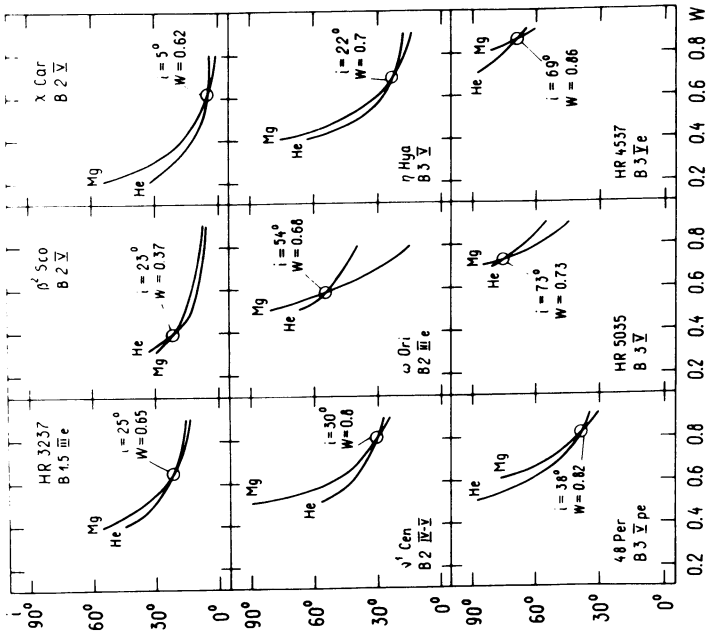 i
90°
60°
30°
0°
HR 3237
B 1.5 III e
i = 25°
W = 0.65
Mg
He
β² Sco
B 2 V
i = 23°
W = 0.37
He
Mg
χ Car
B 2 V
i = 5°
W = 0.62
Mg
He
90°
60°
30°
0°
Mg
He
i = 30°
W = 0.8
ν¹ Cen
B 2 IV-V
i = 54°
W = 0.68
Mg
He
ω Ori
B 2 III e
i = 22°
W = 0.7
Mg
He
η Hya
B 3 V
90°
60°
30°
0°
He
Mg
i = 38°
W = 0.82
48 Per
B 3 V pe
Mg
He
i = 73°
W = 0.73
HR 5035
B 3 V
Mg
He
i = 69°
W = 0.86
HR 4537
B 3 V e
0.2 0.4 0.6 0.8 0.2 0.4 0.6 0.8 0.2 0.4 0.6 0.8 W